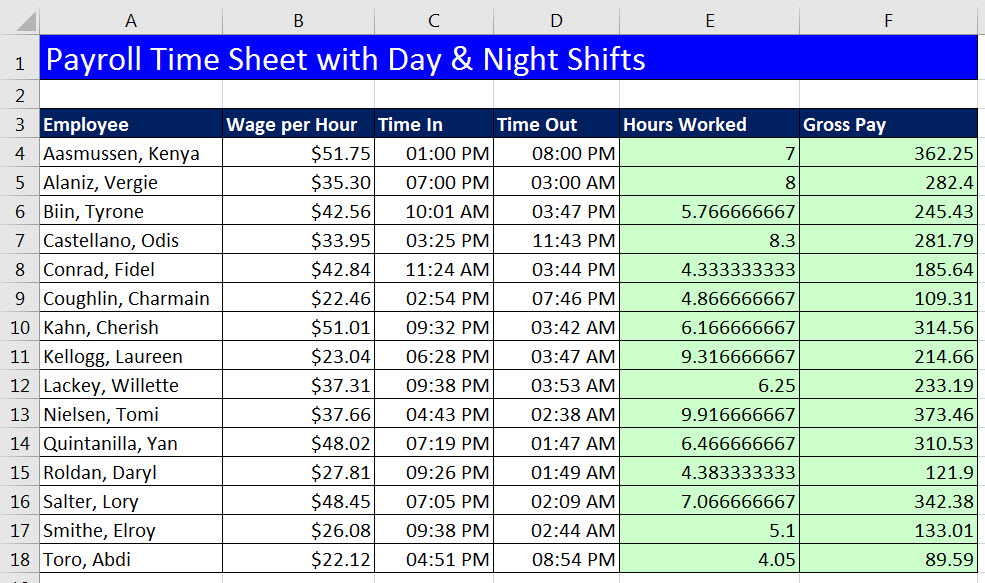 A B C D E F
1 Payroll Time Sheet with Day & Night Shifts
2
3 Employee Wage per Hour Time In Time Out Hours Worked Gross Pay
4 Aasmussen, Kenya $51.75 01:00 PM 08:00 PM 7 362.25
5 Alaniz, Vergie $35.30 07:00 PM 03:00 AM 8 282.4
6 Biin, Tyrone $42.56 10:01 AM 03:47 PM 5.766666667 245.43
7 Castellano, Odis $33.95 03:25 PM 11:43 PM 8.3 281.79
8 Conrad, Fidel $42.84 11:24 AM 03:44 PM 4.333333333 185.64
9 Coughlin, Charmain $22.46 02:54 PM 07:46 PM 4.866666667 109.31
10 Kahn, Cherish $51.01 09:32 PM 03:42 AM 6.166666667 314.56
11 Kellogg, Laureen $23.04 06:28 PM 03:47 AM 9.316666667 214.66
12 Lackey, Willette $37.31 09:38 PM 03:53 AM 6.25 233.19
13 Nielsen, Tomi $37.66 04:43 PM 02:38 AM 9.916666667 373.46
14 Quintanilla, Yan $48.02 07:19 PM 01:47 AM 6.466666667 310.53
15 Roldan, Daryl $27.81 09:26 PM 01:49 AM 4.383333333 121.9
16 Salter, Lory $48.45 07:05 PM 02:09 AM 7.066666667 342.38
17 Smithe, Elroy $26.08 09:38 PM 02:44 AM 5.1 133.01
18 Toro, Abdi $22.12 04:51 PM 08:54 PM 4.05 89.59